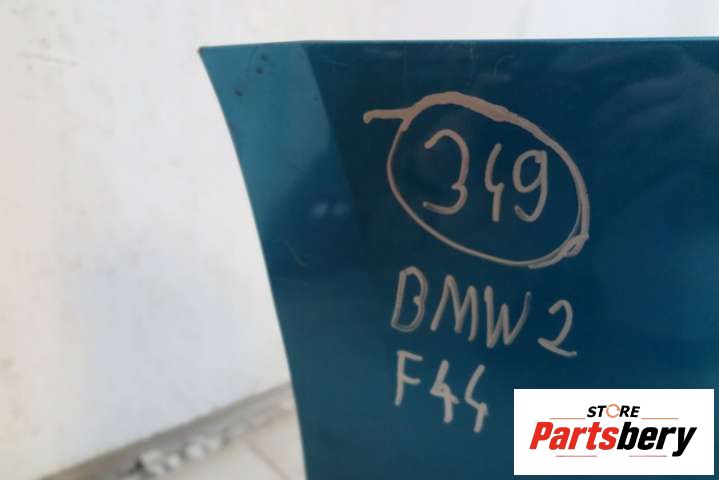 349
BMW 2
F44
STORE
Partsbery